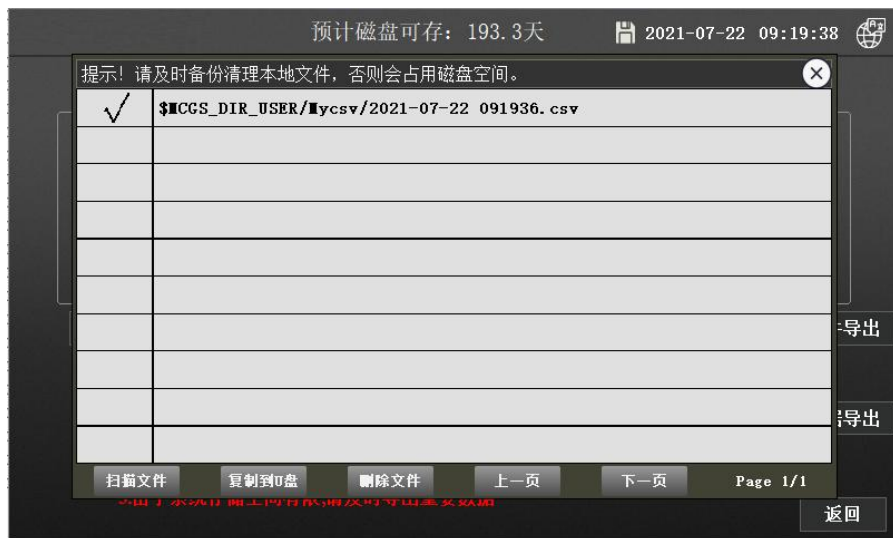 预计磁盘可存：193.3天 2021-07-22 09:19:38
提示！请及时备份清理本地文件，否则会占用磁盘空间。
$MCGS_DIR_USER/Mycsv/2021-07-22 091936.csv
导出
导出
扫描文件 复制到U盘 删除文件 上一页 下一页 Page 1/1
返回